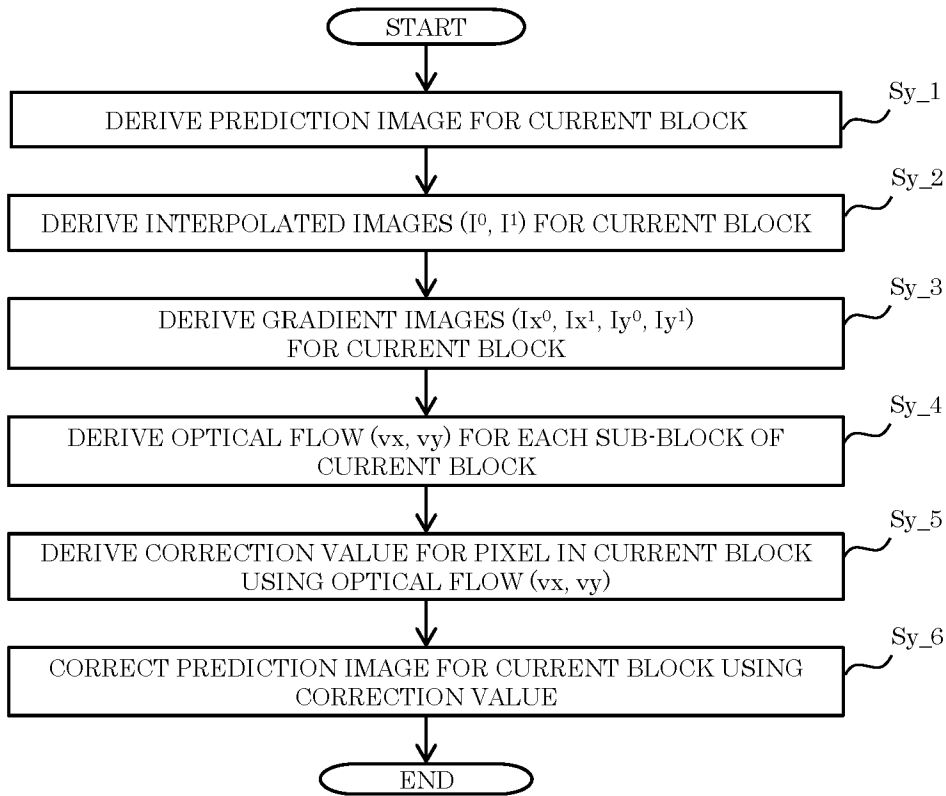 START
Sy_1
DERIVE PREDICTION IMAGE FOR CURRENT BLOCK
Sy_2
DERIVE INTERPOLATED IMAGES (I⁰, I¹) FOR CURRENT BLOCK
Sy_3
DERIVE GRADIENT IMAGES (Ix⁰, Ix¹, Iy⁰, Iy¹)
FOR CURRENT BLOCK
Sy_4
DERIVE OPTICAL FLOW (vx, vy) FOR EACH SUB-BLOCK OF
CURRENT BLOCK
Sy_5
DERIVE CORRECTION VALUE FOR PIXEL IN CURRENT BLOCK
USING OPTICAL FLOW (vx, vy)
Sy_6
CORRECT PREDICTION IMAGE FOR CURRENT BLOCK USING
CORRECTION VALUE
END